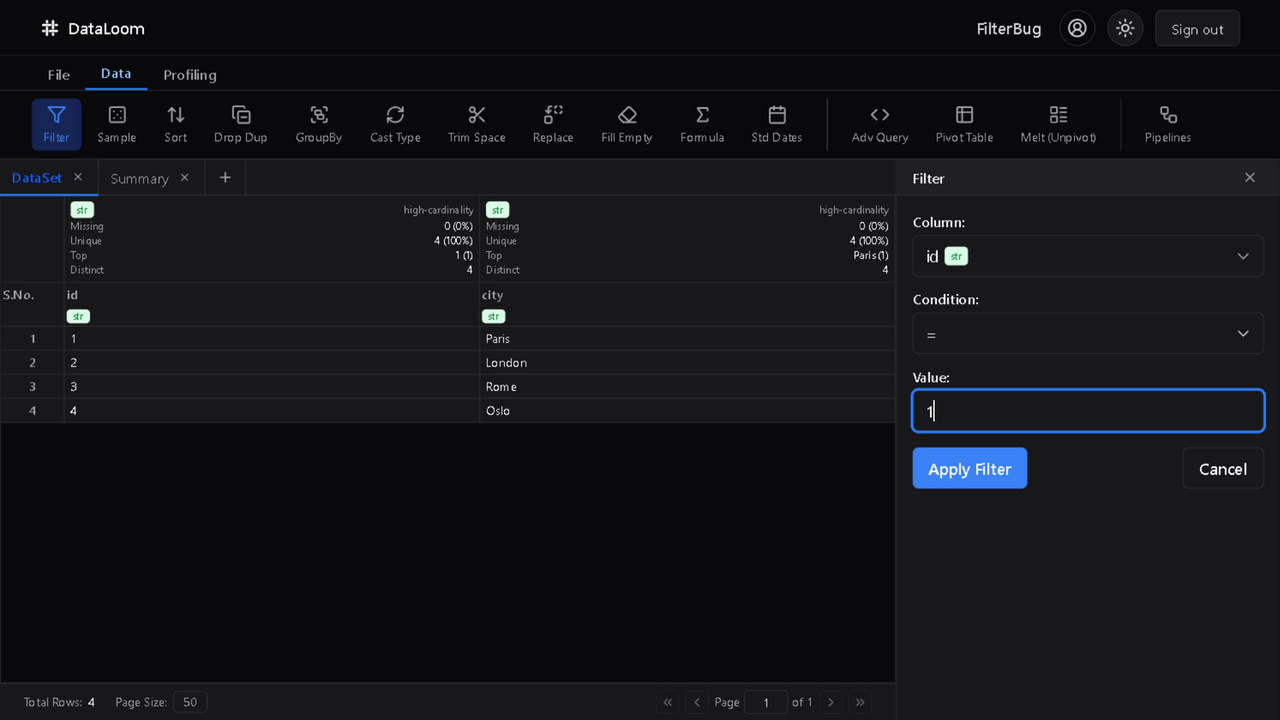 DataLoom
FilterBug
Sign out
File Data Profiling
Filter Sample Sort Drop Dup GroupBy Cast Type Trim Space Replace Fill Empty Formula Std Dates Adv Query Pivot Table Melt (Unpivot) Pipelines
DataSet × Summary × +
str high-cardinality str high-cardinality
Missing 0 (0%) Missing 0 (0%)
Unique 4 (100%) Unique 4 (100%)
Top 1 (1) Top Paris (1)
Distinct 4 Distinct 4
S.No. id city
str str
1 1 Paris
2 2 London
3 3 Rome
4 4 Oslo
Total Rows: 4 Page Size: 50 « ‹ Page 1 of 1 › »
Filter ×
Column:
id str
Condition:
=
Value:
1
Apply Filter Cancel